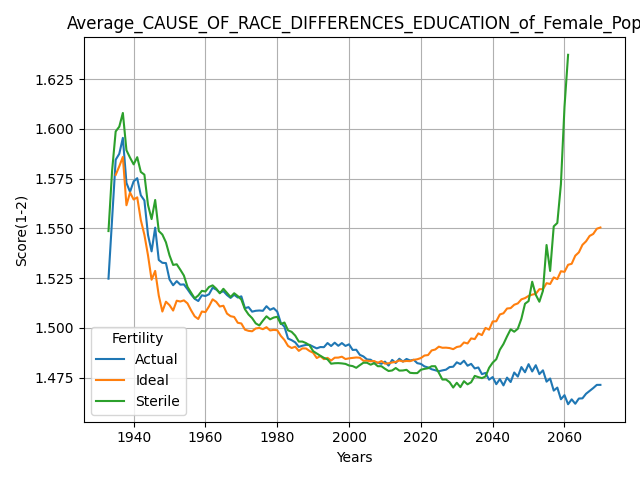 Average_CAUSE_OF_RACE_DIFFERENCES_EDUCATION_of_Female_Pop
1.625
1.600
1.575
1.550
1.525
1.500
1.475
Score(1-2)
Fertility
Actual
Ideal
Sterile
1940 1960 1980 2000 2020 2040 2060
Years